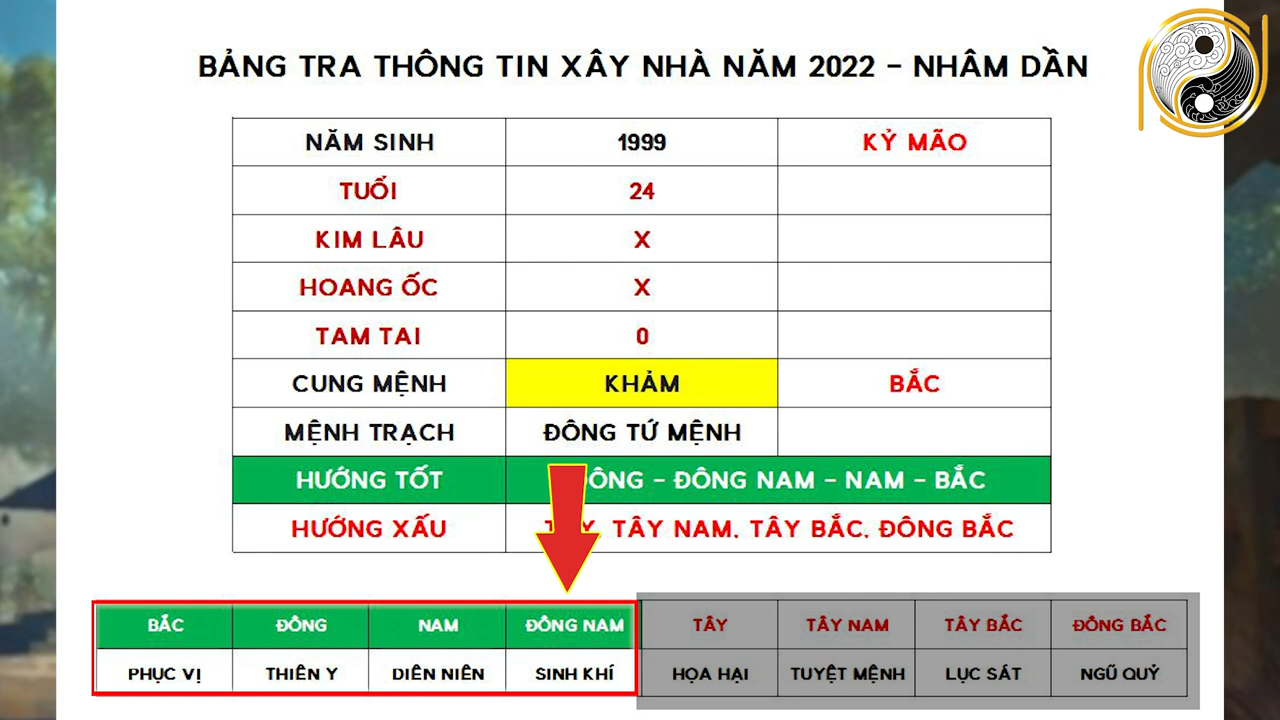 BẢNG TRA THÔNG TIN XÂY NHÀ NĂM 2022 - NHÂM DẦN
NĂM SINH 1999 KỶ MÃO
TUỔI 24
KIM LÂU X
HOANG ỐC X
TAM TAI 0
CUNG MỆNH KHẢM BẮC
MỆNH TRẠCH ĐÔNG TỨ MỆNH
HƯỚNG TỐT ĐÔNG - ĐÔNG NAM - NAM - BẮC
HƯỚNG XẤU TÂY, TÂY NAM, TÂY BẮC, ĐÔNG BẮC
BẮC ĐÔNG NAM ĐÔNG NAM TÂY TÂY NAM TÂY BẮC ĐÔNG BẮC
PHỤC VỊ THIÊN Y DIÊN NIÊN SINH KHÍ HỌA HẠI TUYỆT MỆNH LỤC SÁT NGŨ QUỶ